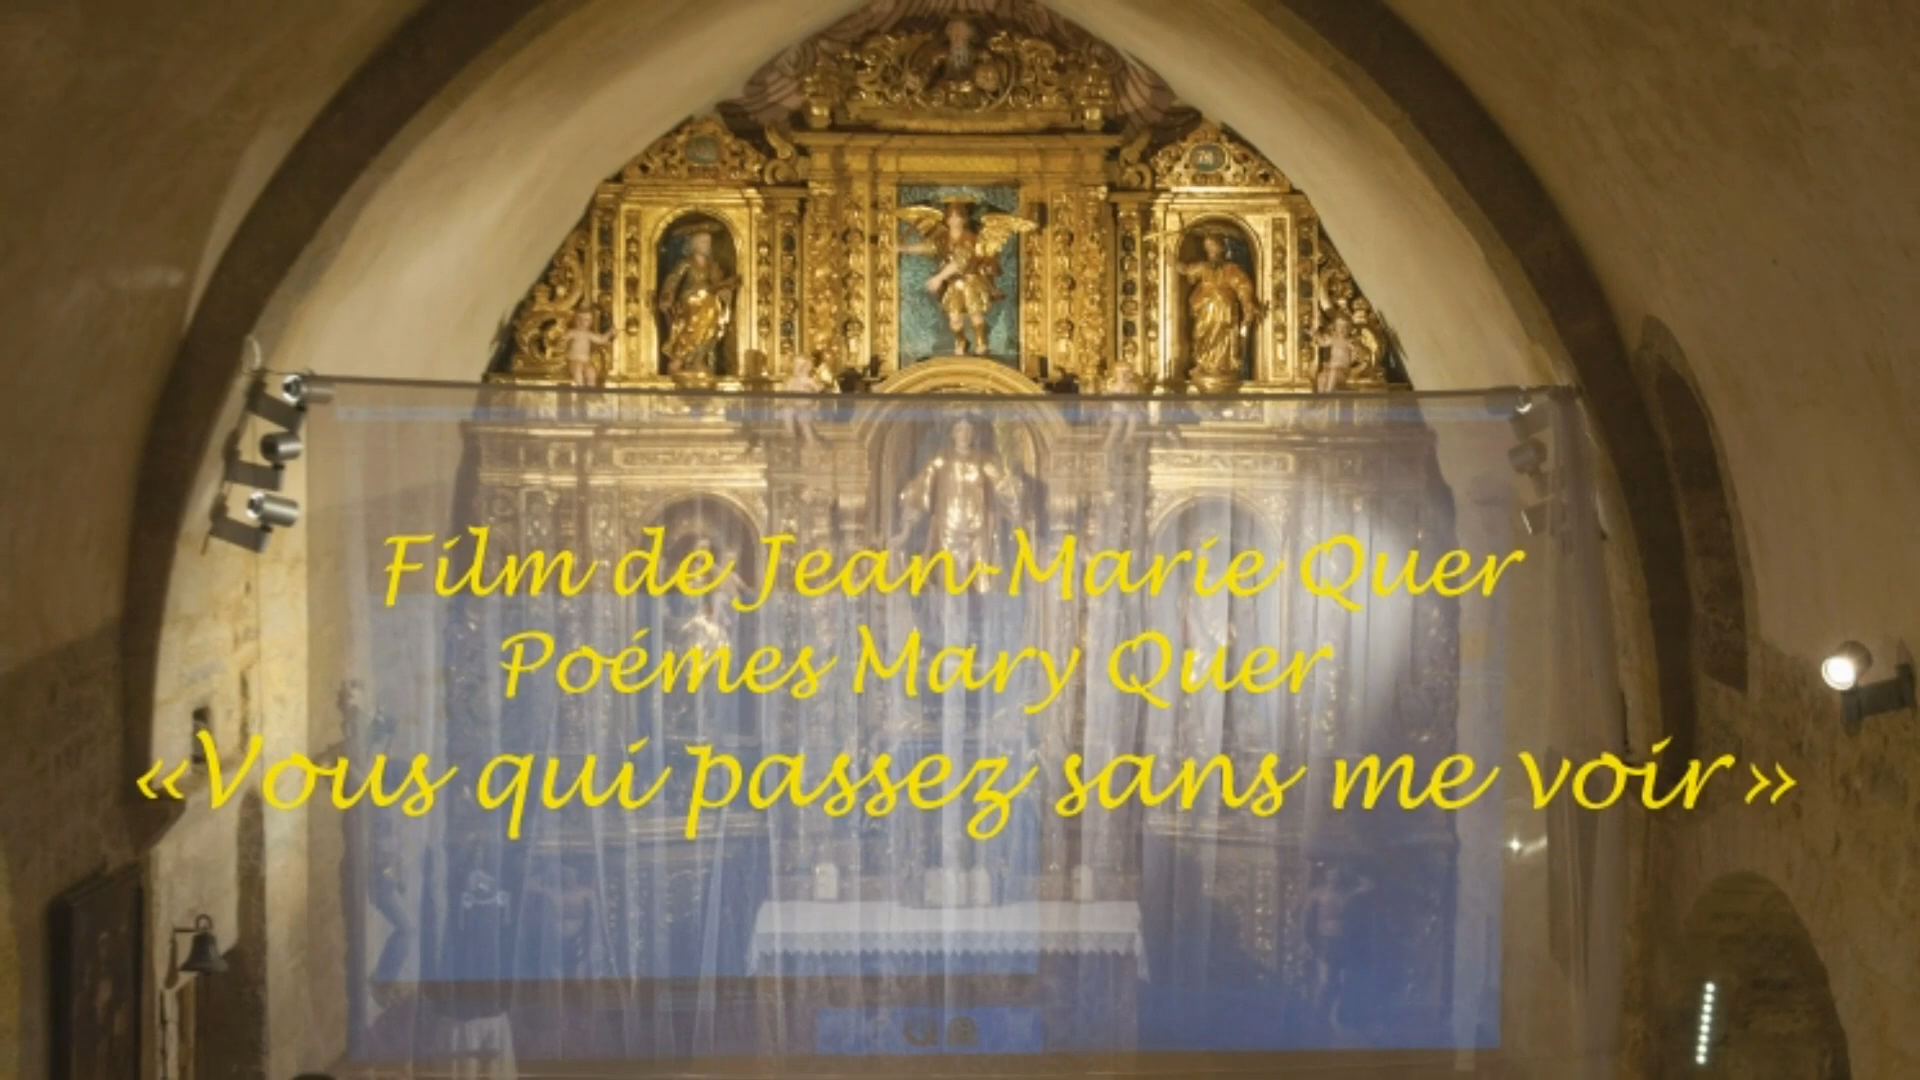 Film de Jean-Marie Quer
Poémes Mary Quer
«Vous qui passez sans me voir»